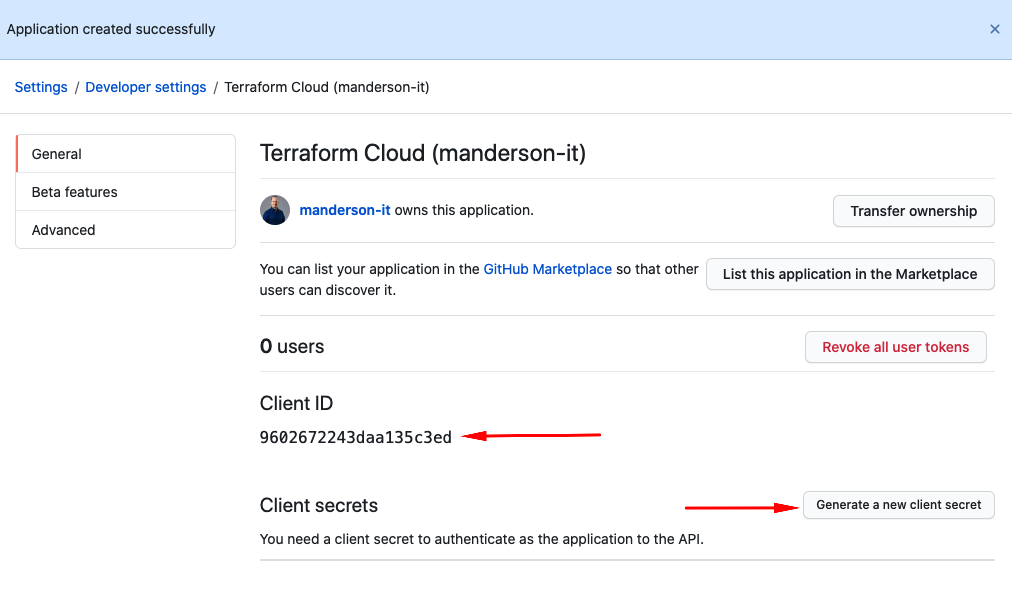 Application created successfully
×
Settings / Developer settings / Terraform Cloud (manderson-it)
General
Beta features
Advanced
Terraform Cloud (manderson-it)
manderson-it owns this application.
Transfer ownership
You can list your application in the GitHub Marketplace so that other
users can discover it.
List this application in the Marketplace
0 users
Revoke all user tokens
Client ID
9602672243daa135c3ed
Client secrets
Generate a new client secret
You need a client secret to authenticate as the application to the API.